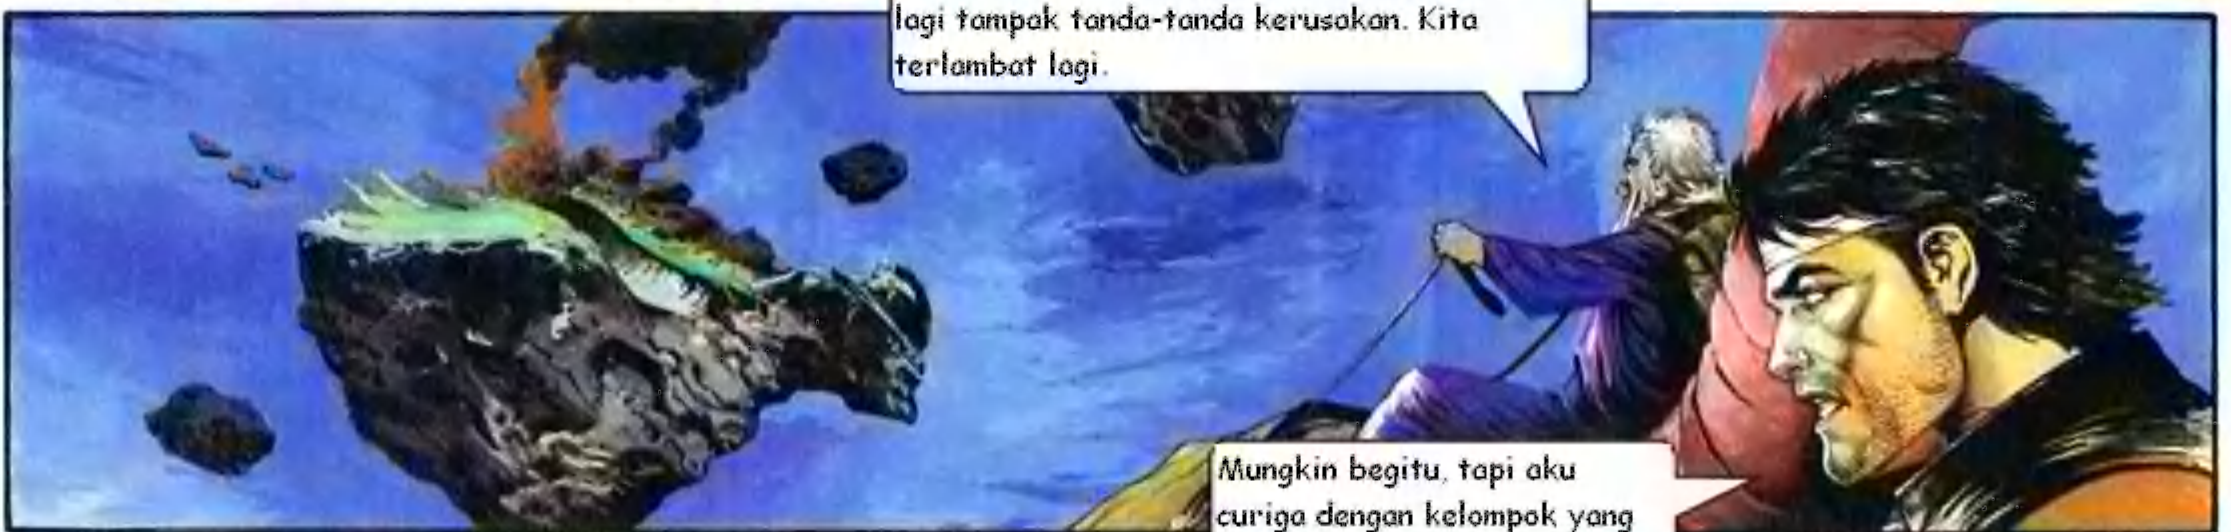 lagi tampak tanda-tanda kerusakan. Kita
terlambat lagi.
Mungkin begitu, tapi aku
curiga dengan kelompok yang